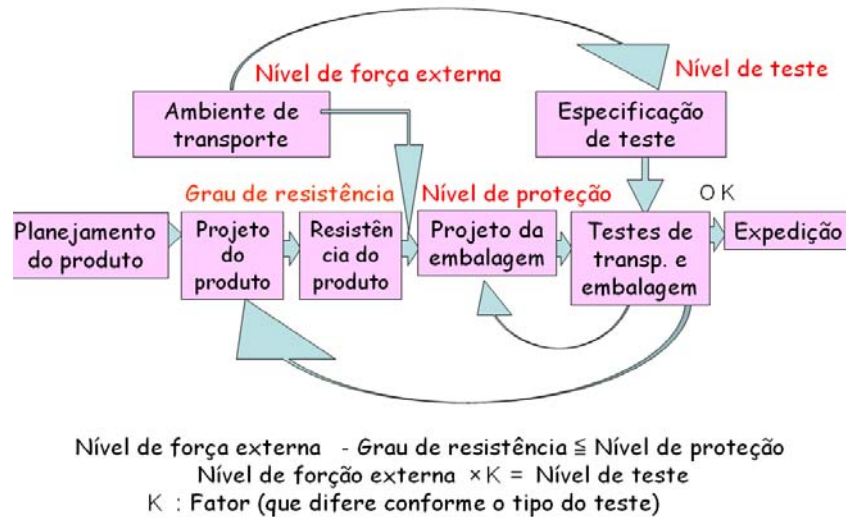 Nível de força externa
Nível de teste
Ambiente de
transporte
Especificação
de teste
Grau de resistência
Nível de proteção
O K
Planejamento
do produto
Projeto
do
produto
Resistên
cia do
produto
Projeto da
embalagem
Testes de
transp. e
embalagem
Expedição
Nível de força externa - Grau de resistência ≦ Nível de proteção
Nível de forção externa × K = Nível de teste
K : Fator (que difere conforme o tipo do teste)